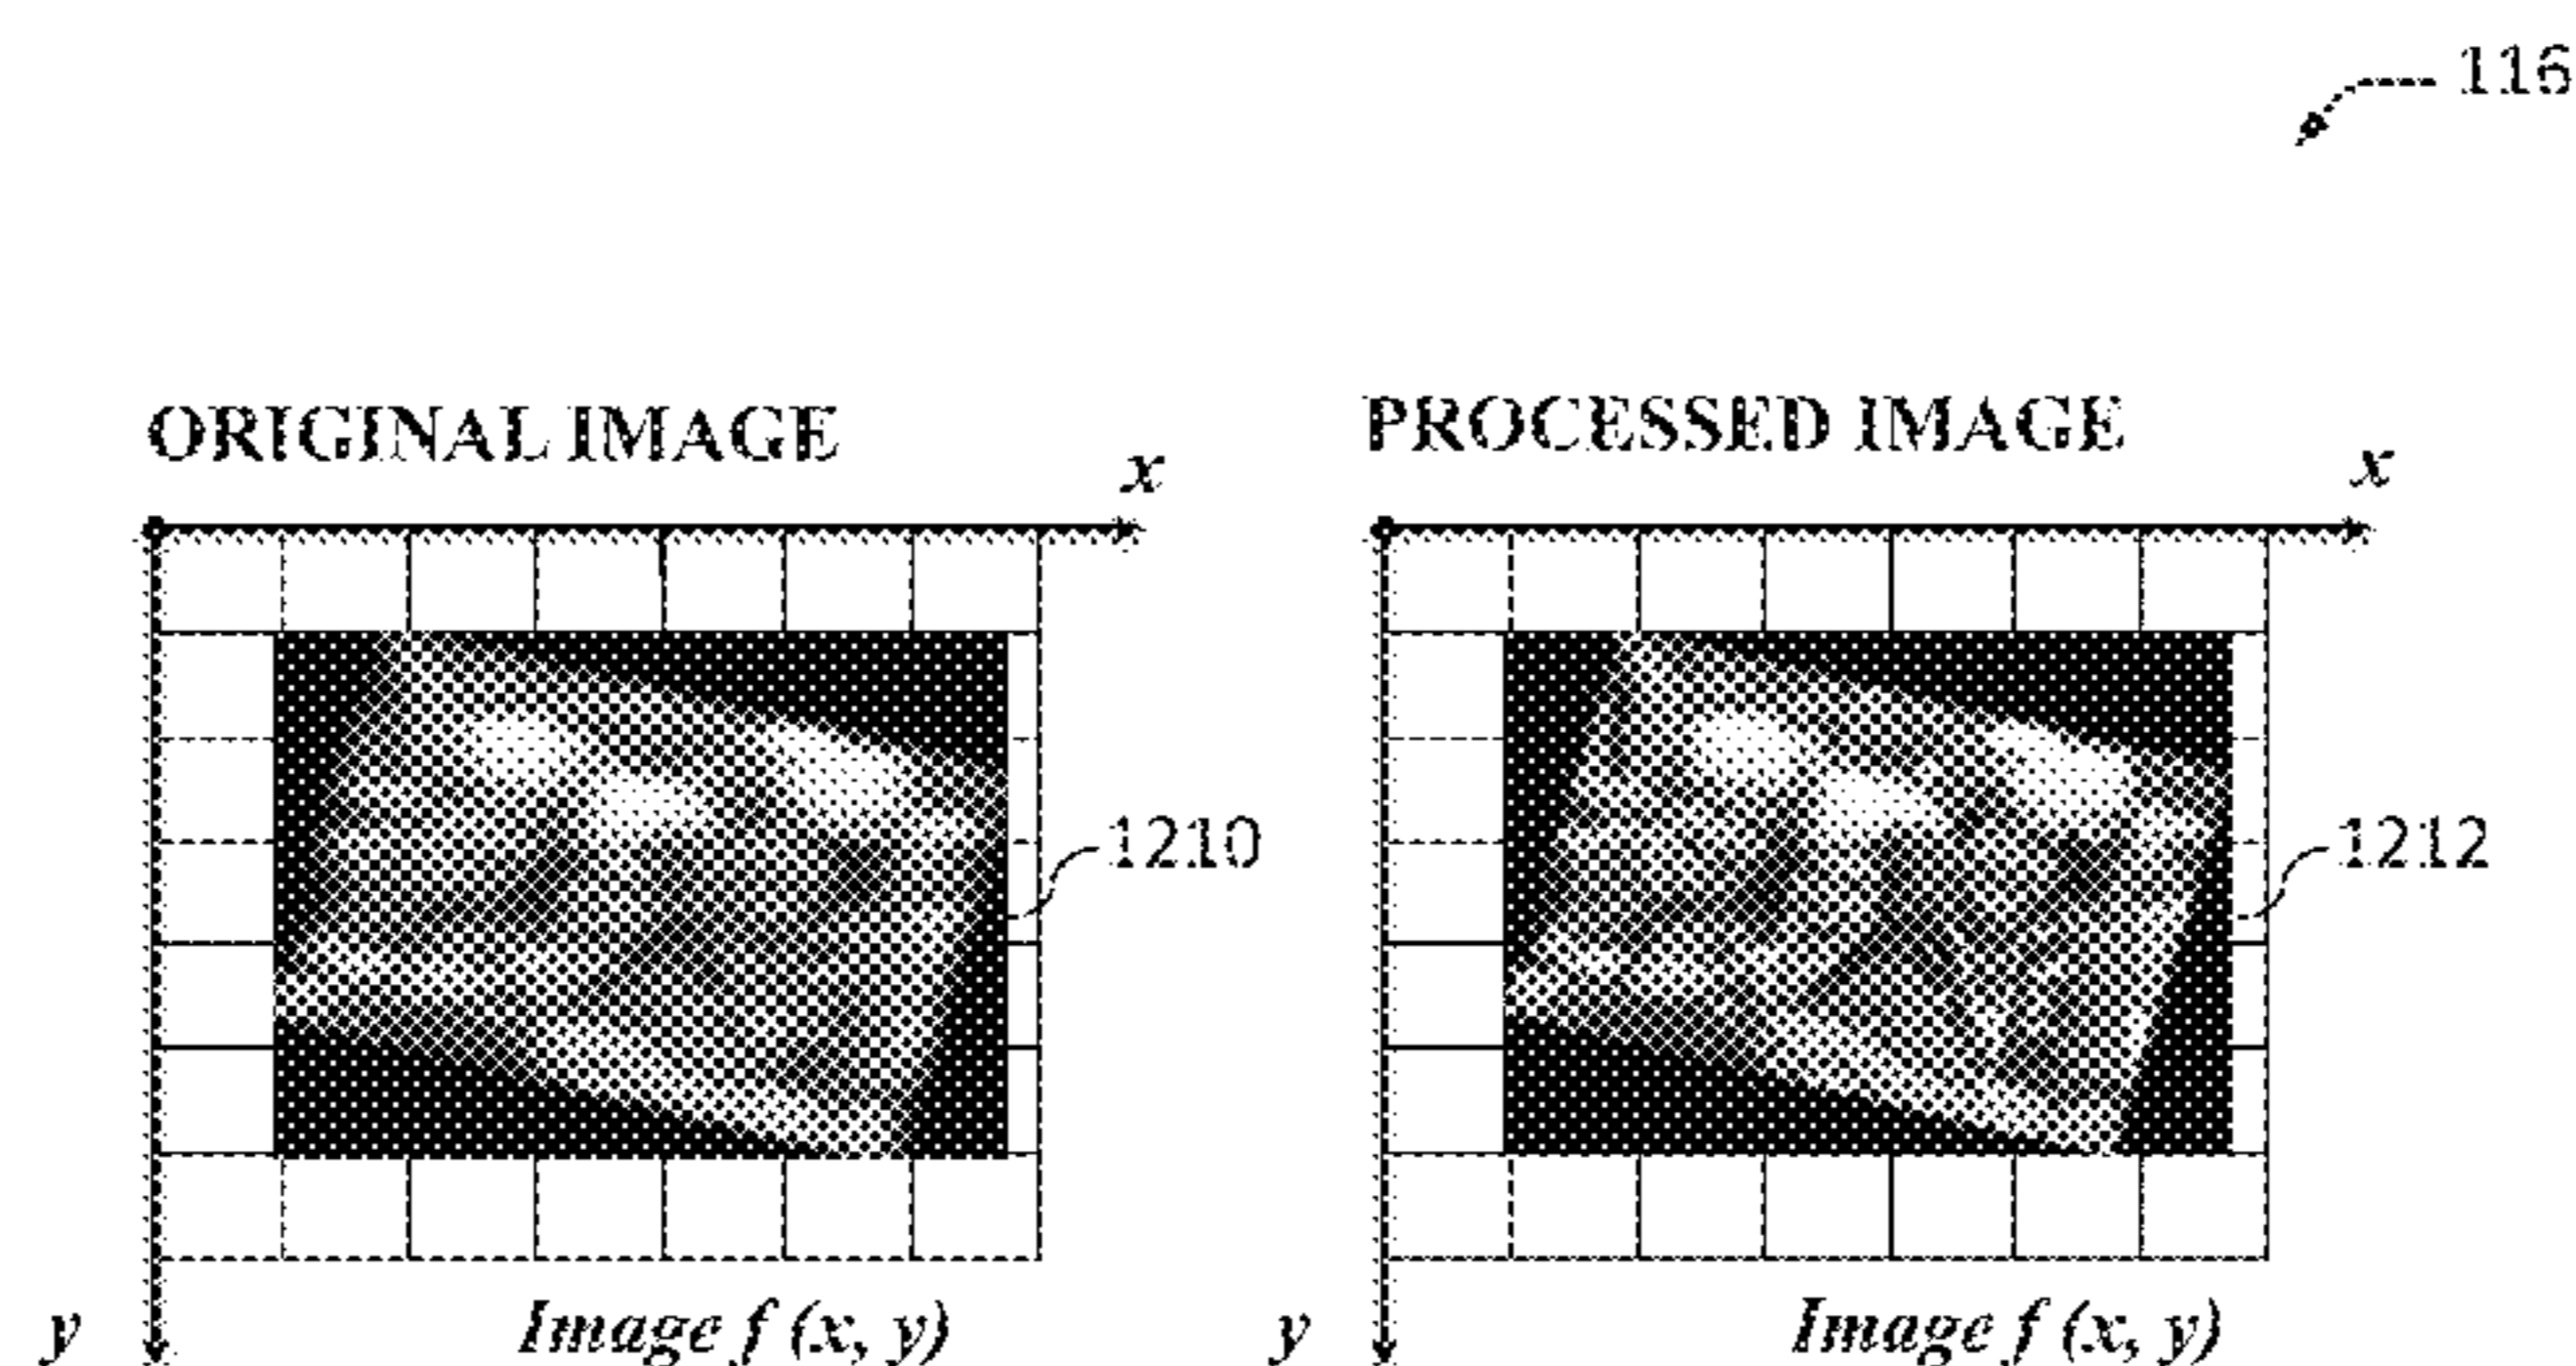 116
ORIGINAL IMAGE
PROCESSED IMAGE
x
x
1210
1212
y
Image f (x, y)
y
Image f (x, y)